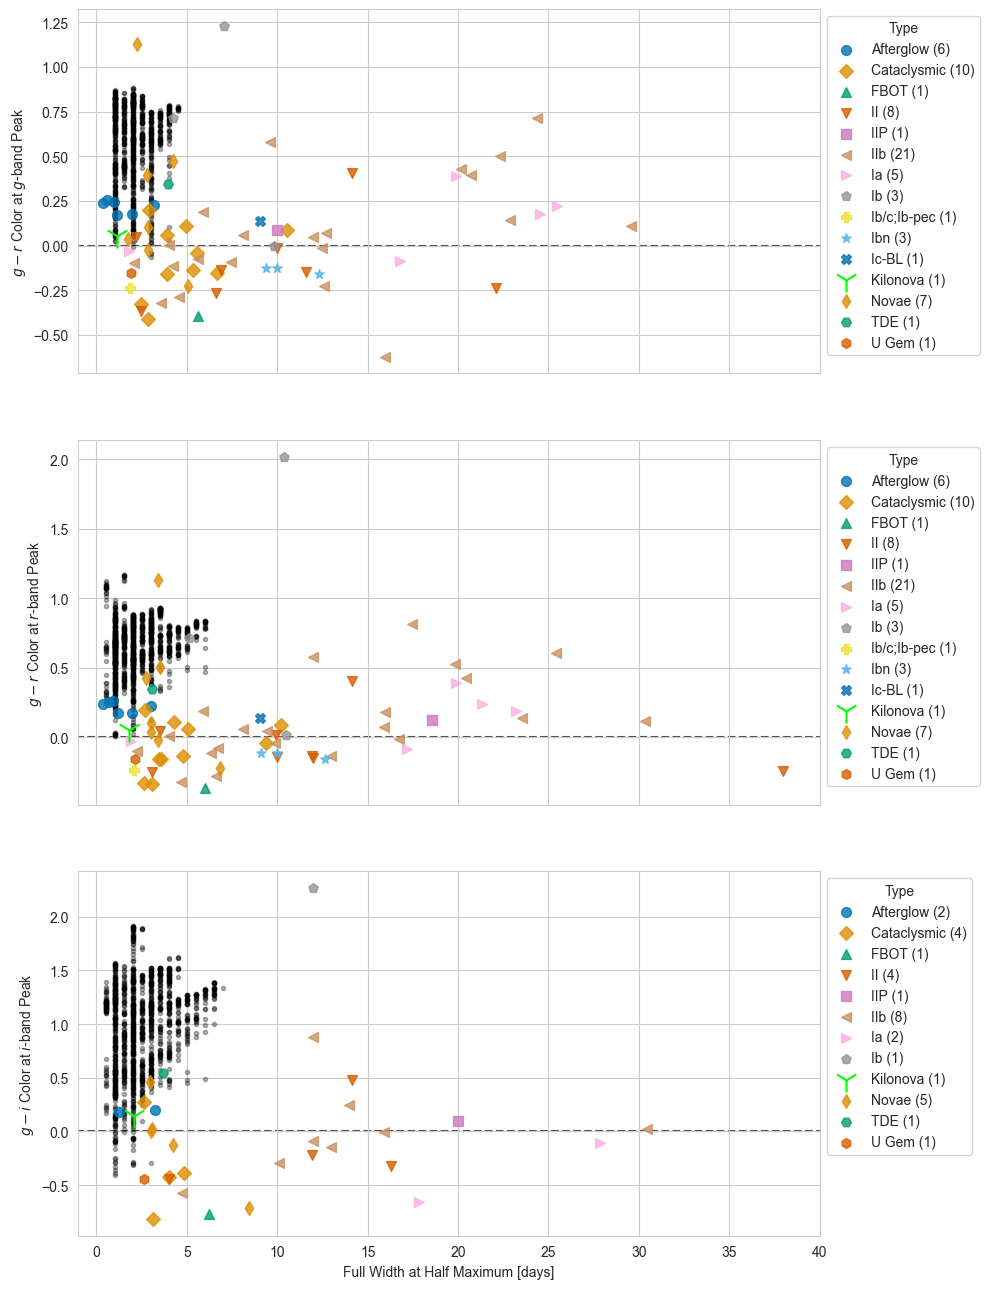 1.25
1.00
0.75
0.50
0.25
0.00
−0.25
−0.50
g − r Color at g-band Peak
Type
Afterglow (6)
Cataclysmic (10)
FBOT (1)
II (8)
IIP (1)
IIb (21)
Ia (5)
Ib (3)
Ib/c;Ib-pec (1)
Ibn (3)
Ic-BL (1)
Kilonova (1)
Novae (7)
TDE (1)
U Gem (1)
2.0
1.5
1.0
0.5
0.0
g − r Color at r-band Peak
Type
Afterglow (6)
Cataclysmic (10)
FBOT (1)
II (8)
IIP (1)
IIb (21)
Ia (5)
Ib (3)
Ib/c;Ib-pec (1)
Ibn (3)
Ic-BL (1)
Kilonova (1)
Novae (7)
TDE (1)
U Gem (1)
2.0
1.5
1.0
0.5
0.0
−0.5
g − i Color at i-band Peak
Type
Afterglow (2)
Cataclysmic (4)
FBOT (1)
II (4)
IIP (1)
IIb (8)
Ia (2)
Ib (1)
Kilonova (1)
Novae (5)
TDE (1)
U Gem (1)
0 5 10 15 20 25 30 35 40
Full Width at Half Maximum [days]